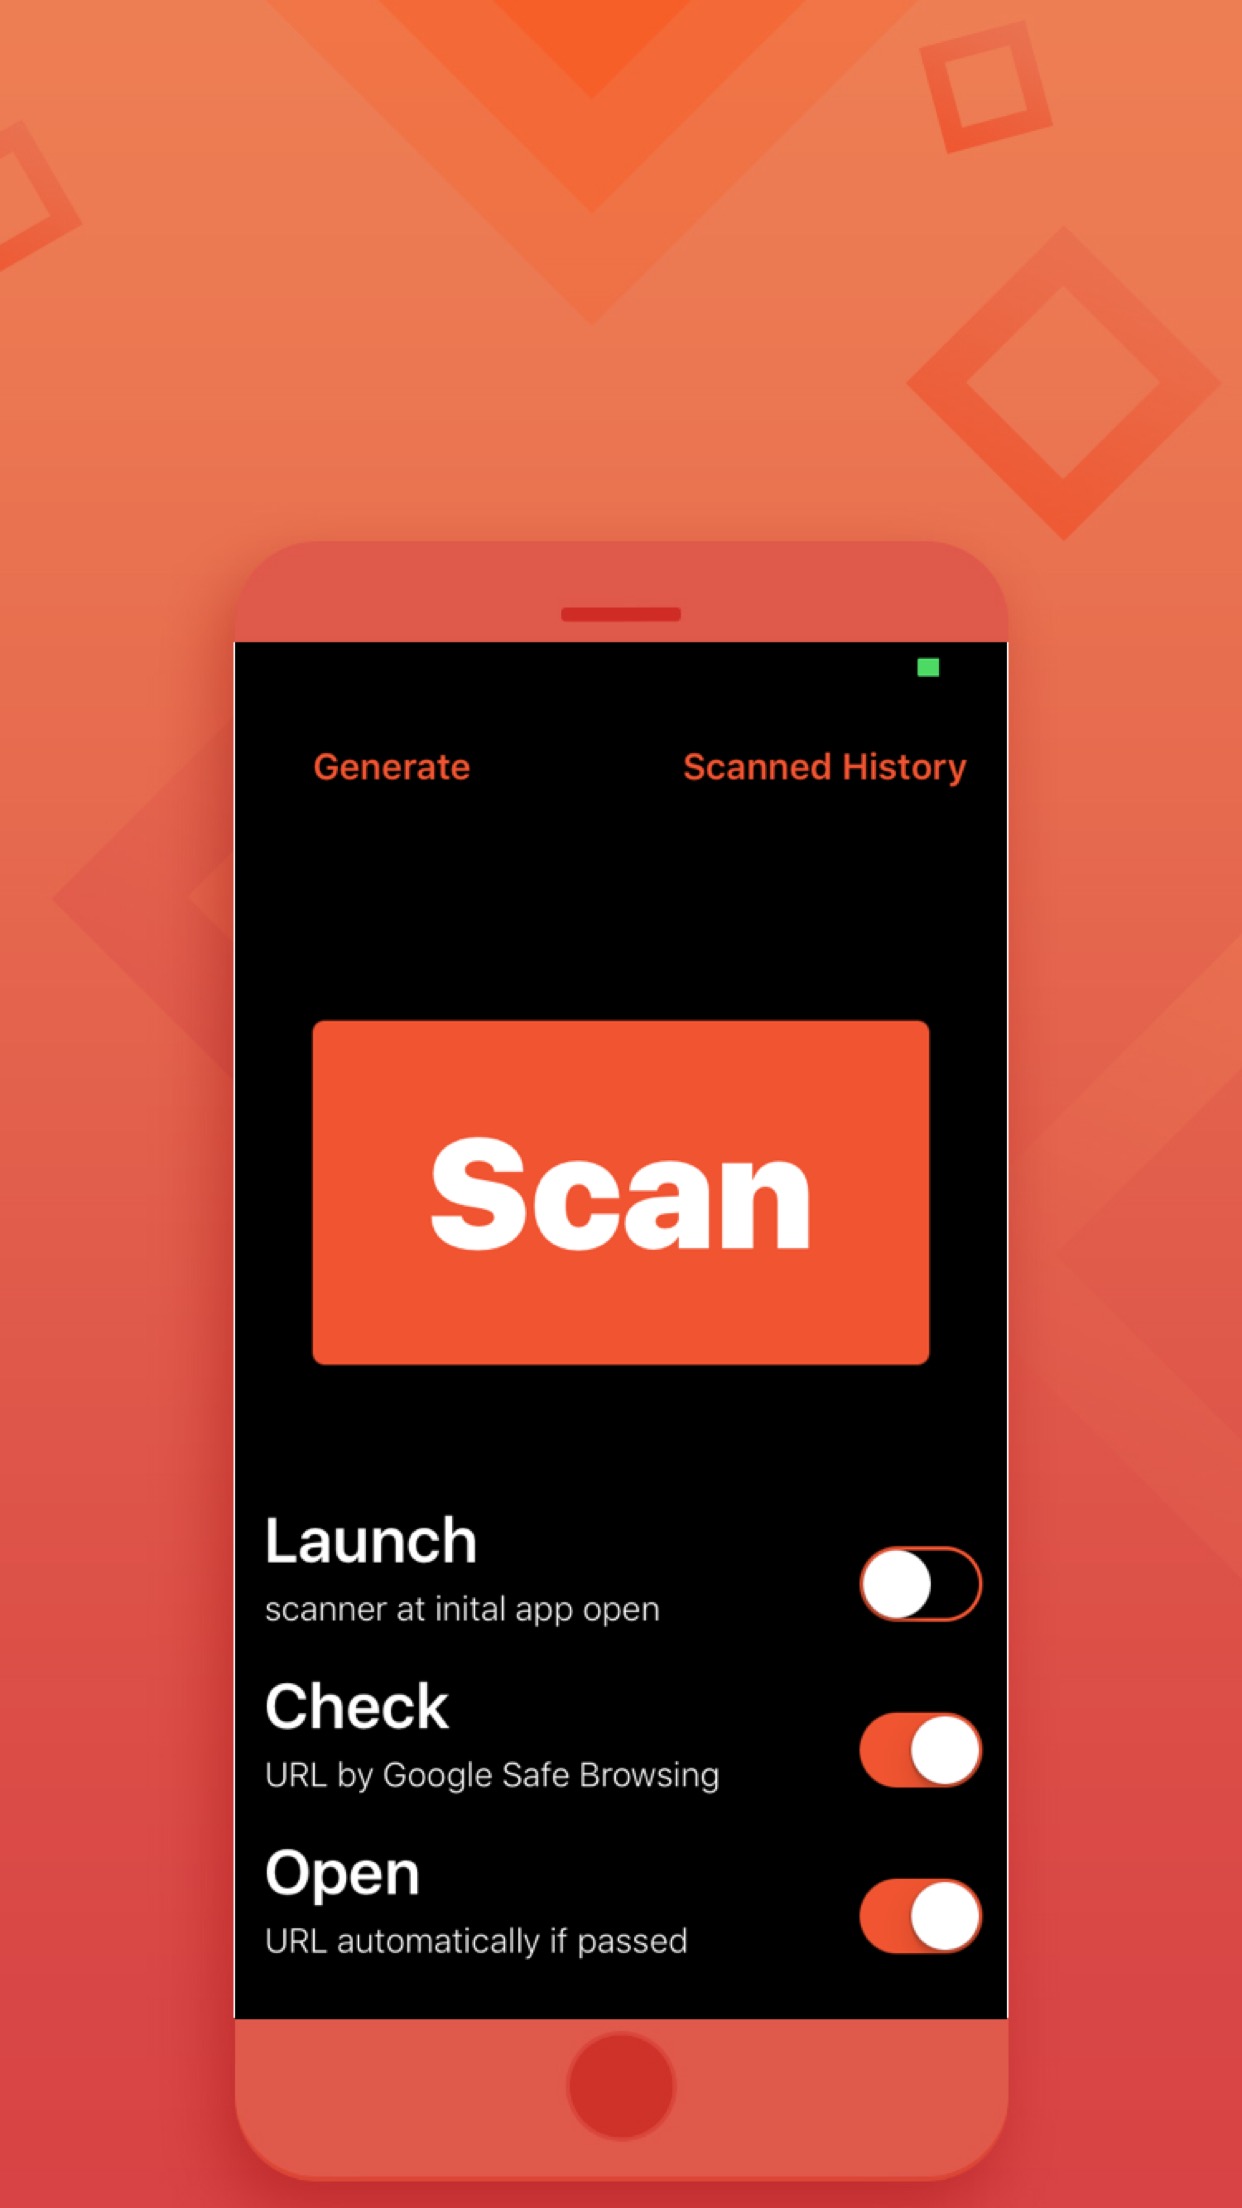 Generate
Scanned History
Scan
Launch
scanner at inital app open
Check
URL by Google Safe Browsing
Open
URL automatically if passed